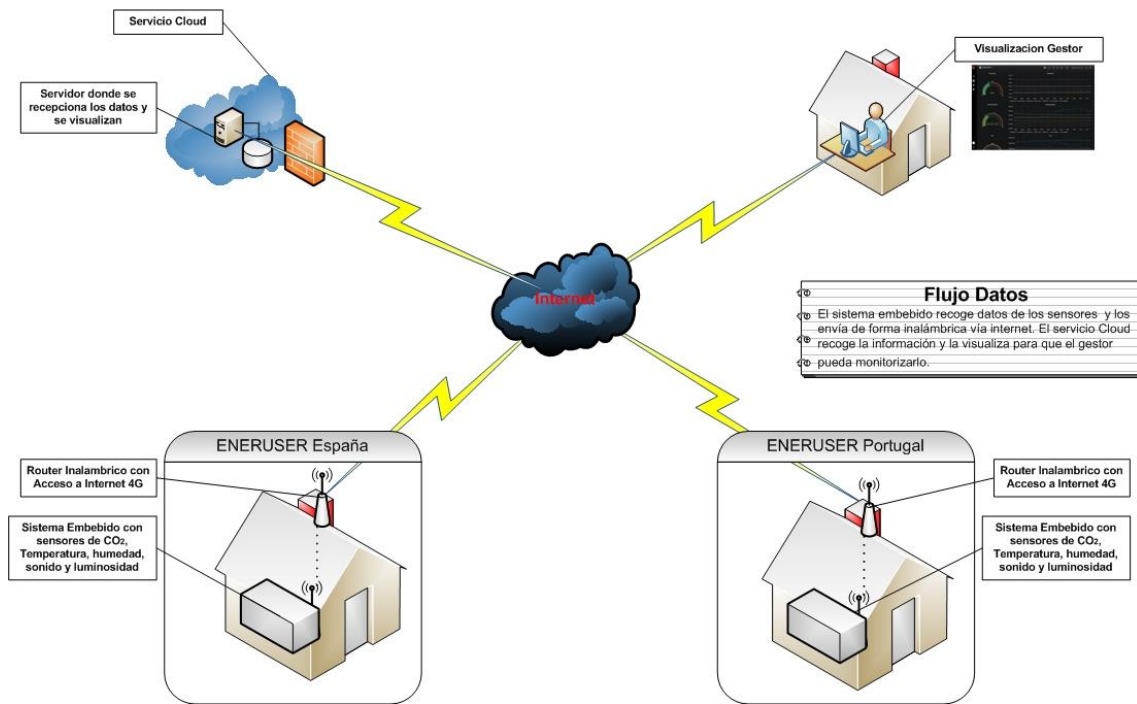 Servicio Cloud
Servidor donde se
recepciona los datos y
se visualizan
Visualizacion Gestor
Internet
Flujo Datos
El sistema embebido recoge datos de los sensores y los
envía de forma inalámbrica vía internet. El servicio Cloud
recoge la información y la visualiza para que el gestor
pueda monitorizarlo.
ENERUSER España
Router Inalambrico con
Acceso a Internet 4G
Sistema Embebido con
sensores de CO₂,
Temperatura, humedad,
sonido y luminosidad
ENERUSER Portugal
Router Inalambrico con
Acceso a Internet 4G
Sistema Embebido con
sensores de CO₂,
Temperatura, humedad,
sonido y luminosidad